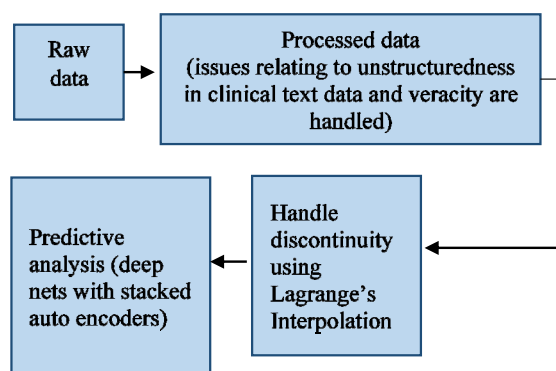 Raw
data
Processed data
(issues relating to unstructuredness
in clinical text data and veracity are
handled)
Predictive
analysis (deep
nets with stacked
auto encoders)
Handle
discontinuity
using
Lagrange's
Interpolation